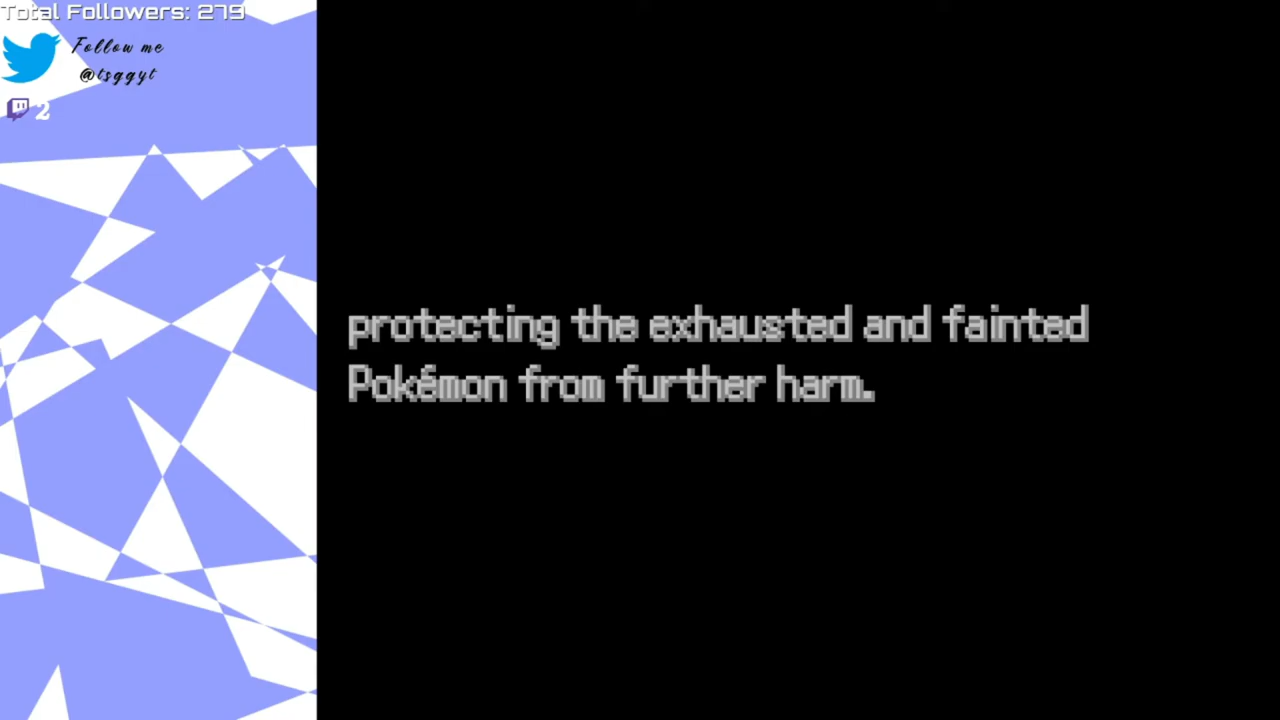 Total Followers: 279
Follow me
@tsggyt
2
protecting the exhausted and fainted
Pokémon from further harm.